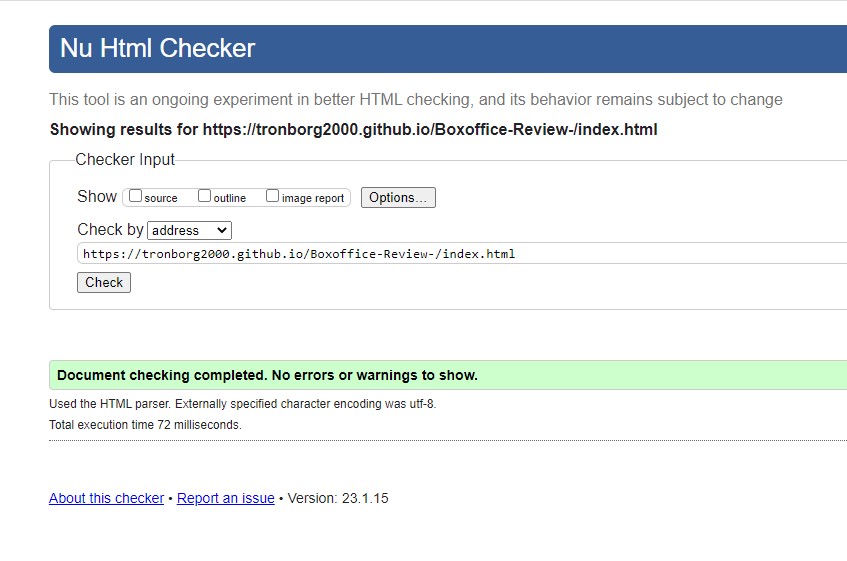 Nu Html Checker
This tool is an ongoing experiment in better HTML checking, and its behavior remains subject to change
Showing results for https://tronborg2000.github.io/Boxoffice-Review-/index.html
Checker Input
Show source outline image report Options...
Check by address
https://tronborg2000.github.io/Boxoffice-Review-/index.html
Check
Document checking completed. No errors or warnings to show.
Used the HTML parser. Externally specified character encoding was utf-8.
Total execution time 72 milliseconds.
About this checker • Report an issue • Version: 23.1.15